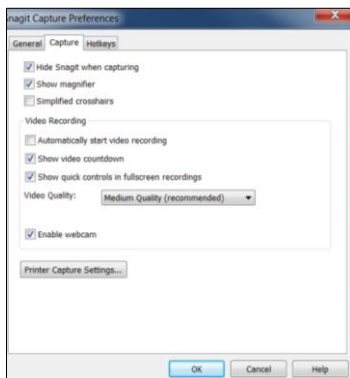 Snagit Capture Preferences
General Capture Hotkeys
Hide Snagit when capturing
Show magnifier
Simplified crosshairs
Video Recording
Automatically start video recording
Show video countdown
Show quick controls in fullscreen recordings
Video Quality: Medium Quality (recommended)
Enable webcam
Printer Capture Settings...
OK Cancel Help